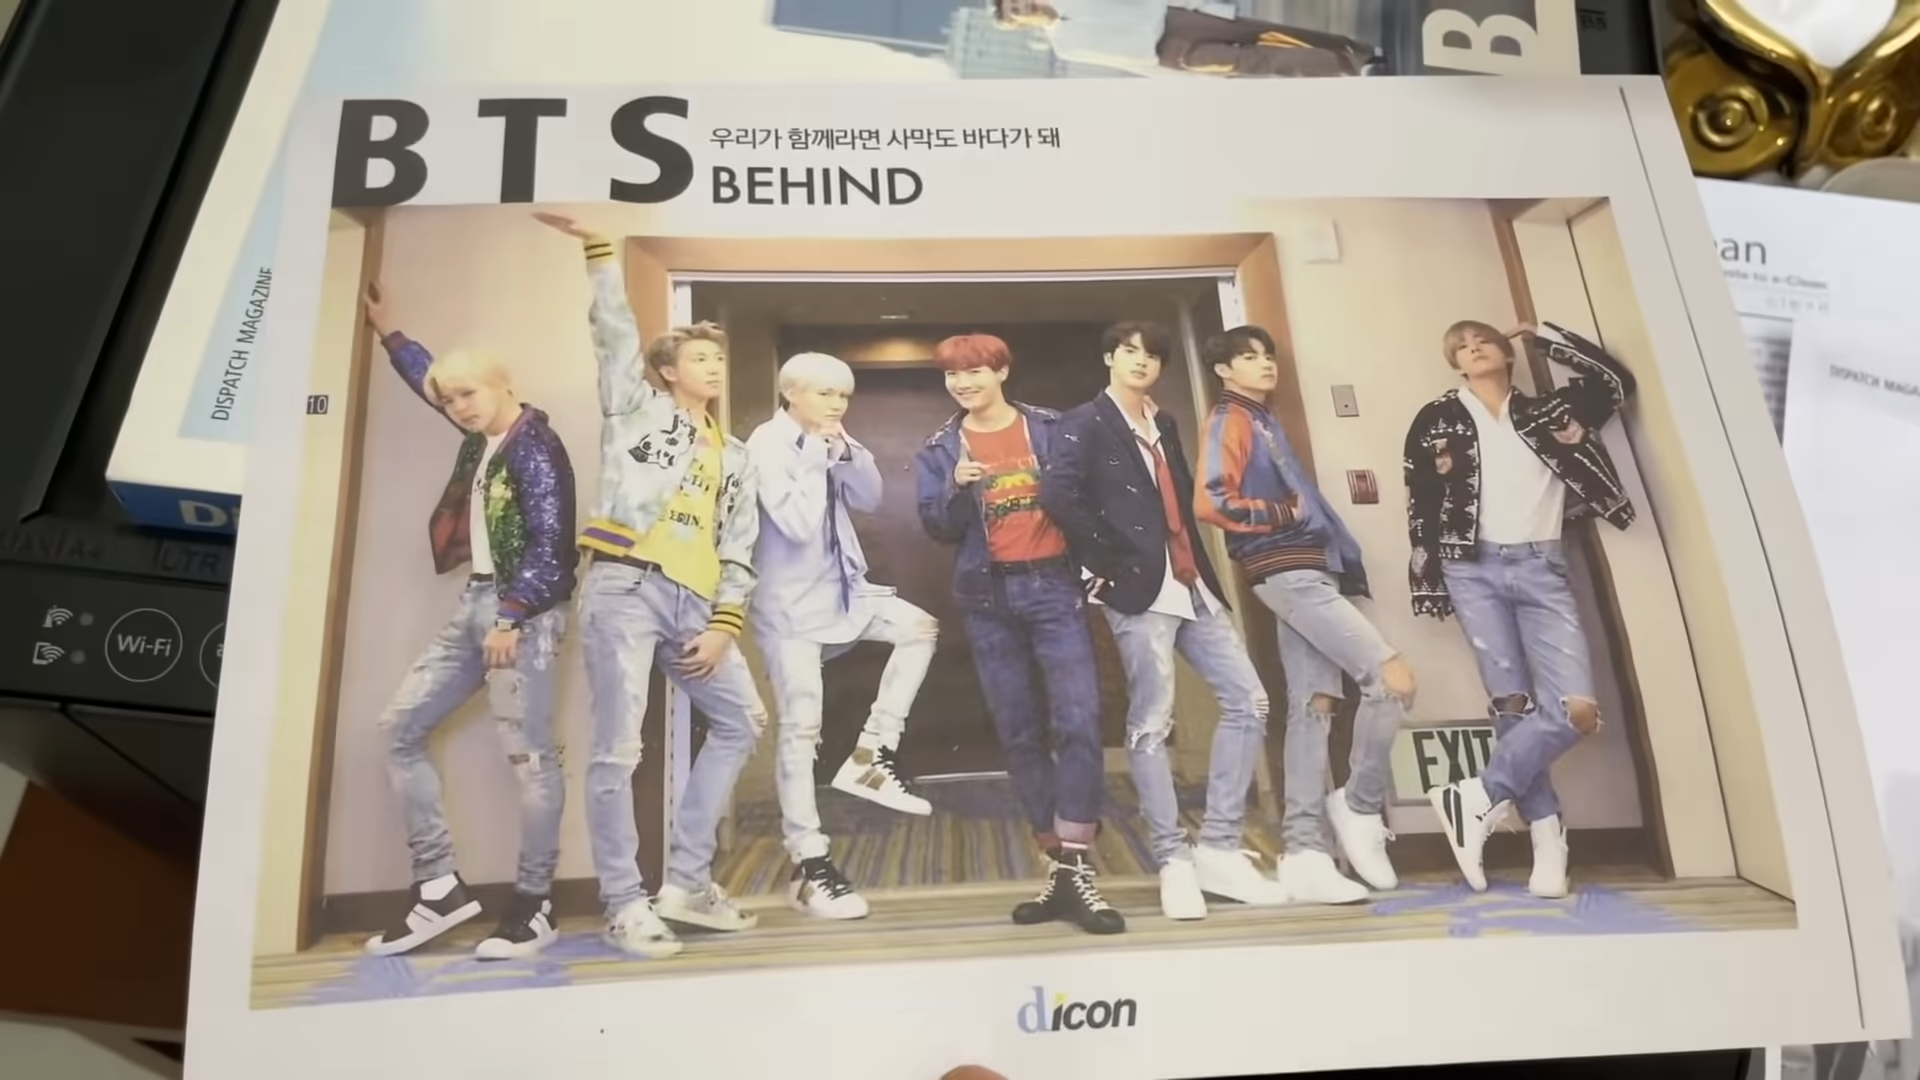 B
BTS
우리가 함께라면 사막도 바다가 돼
BEHIND
DISPATCH MAGAZINE
10
EXIT
dicon
Wi-Fi
LTR
DISPATCH MAGA